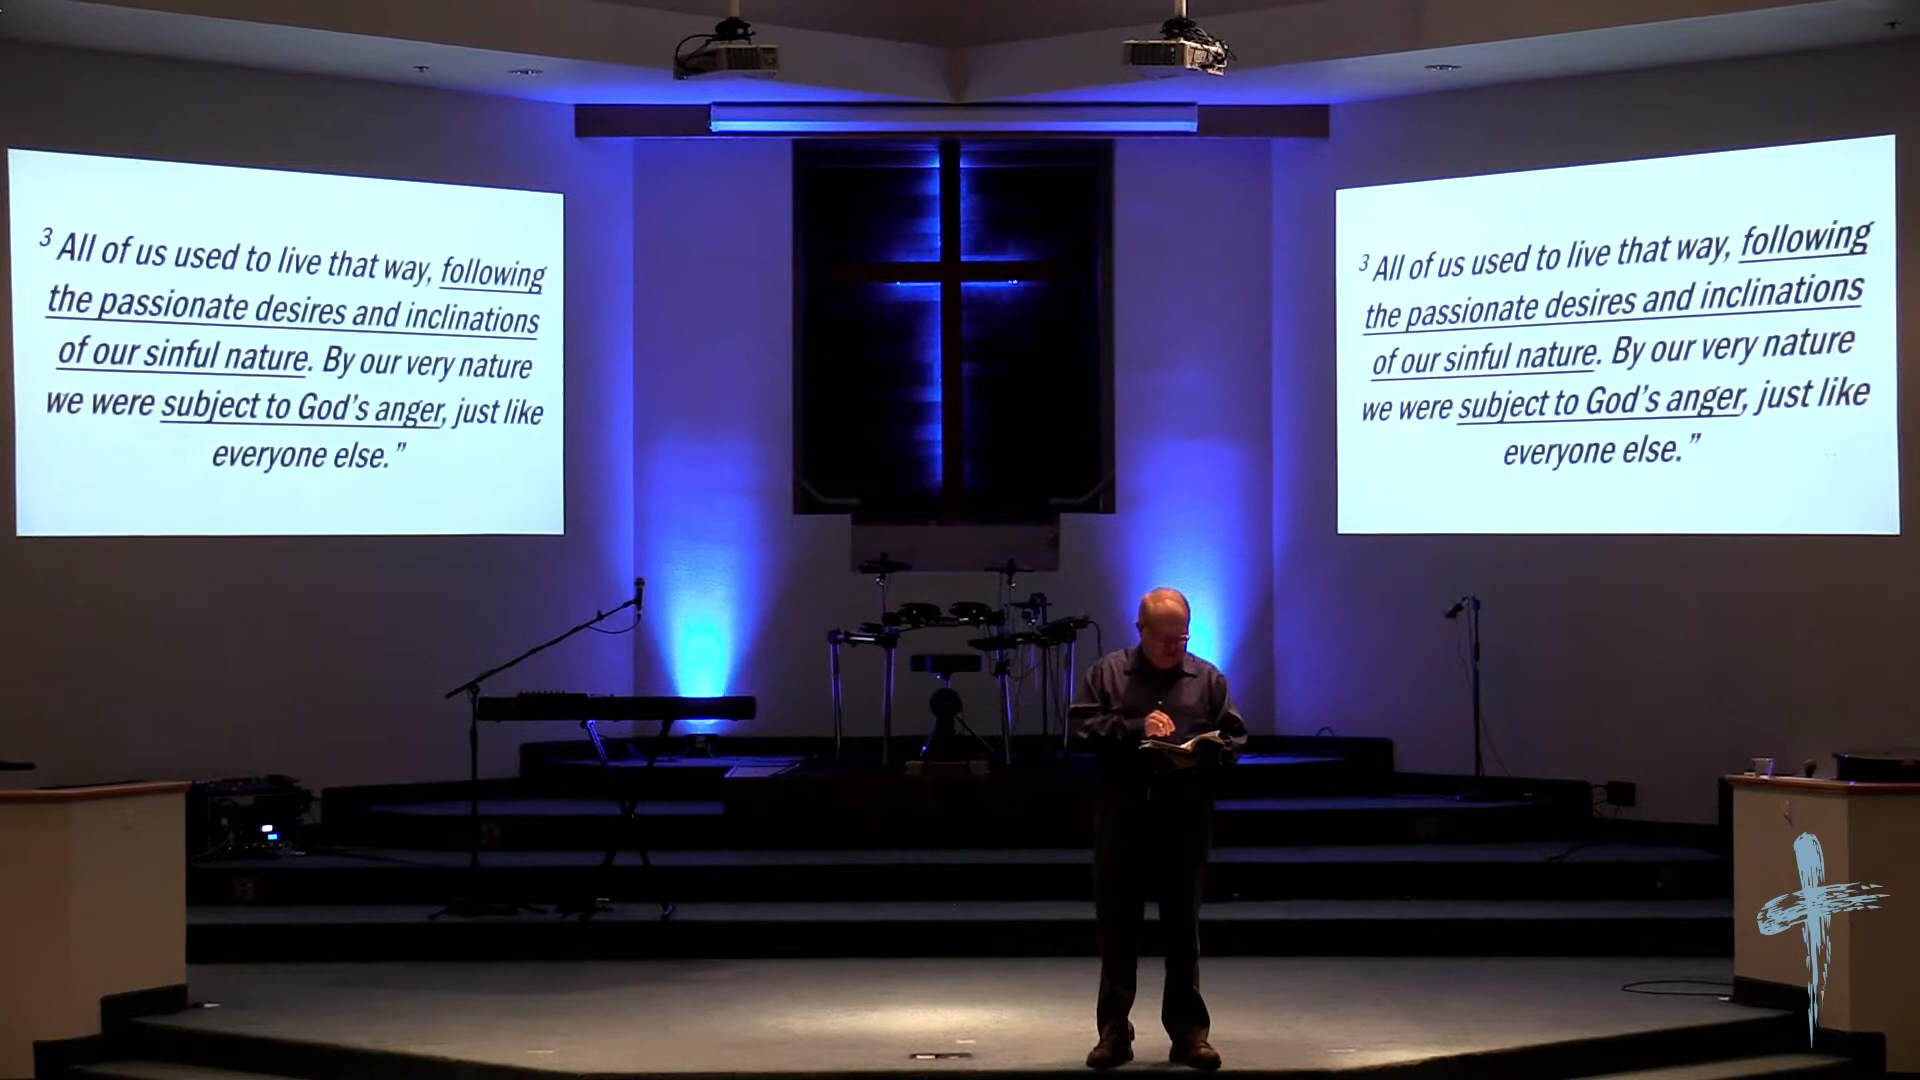 3 All of us used to live that way, following
the passionate desires and inclinations
of our sinful nature. By our very nature
we were subject to God's anger, just like
everyone else.”
3 All of us used to live that way, following
the passionate desires and inclinations
of our sinful nature. By our very nature
we were subject to God's anger, just like
everyone else.”